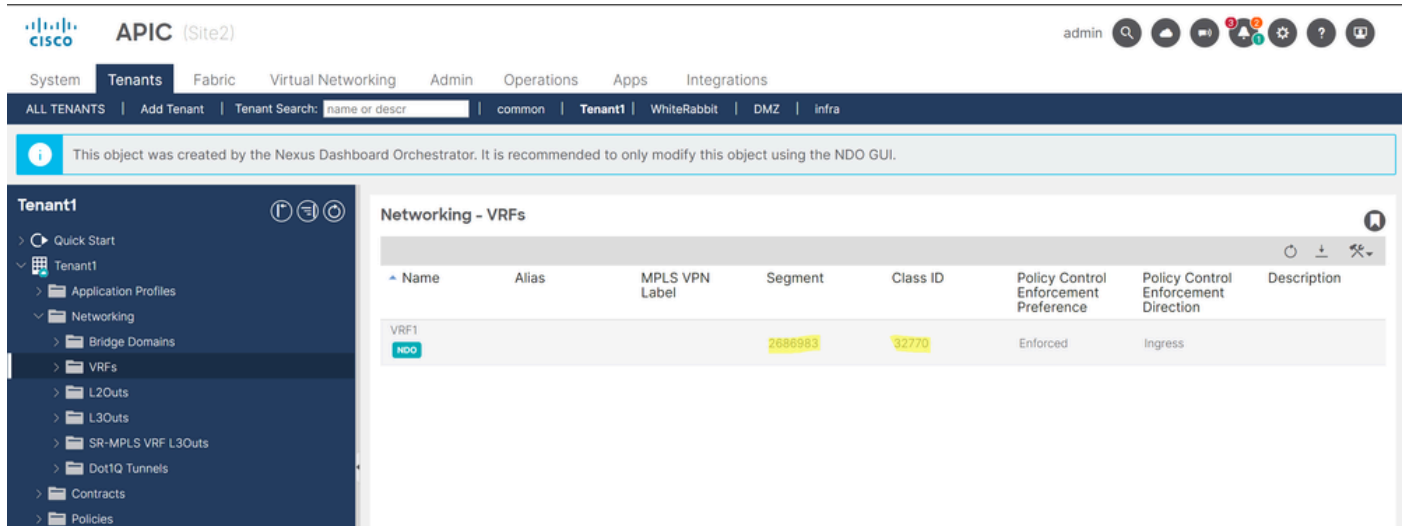 CISCO APIC (Site2) admin 3 2 1 ?
System Tenants Fabric Virtual Networking Admin Operations Apps Integrations
ALL TENANTS | Add Tenant | Tenant Search: name or descr | common | Tenant1 | WhiteRabbit | DMZ | infra
i This object was created by the Nexus Dashboard Orchestrator. It is recommended to only modify this object using the NDO GUI.
Tenant1
Quick Start
Tenant1
Application Profiles
Networking
Bridge Domains
VRFs
L2Outs
L3Outs
SR-MPLS VRF L3Outs
Dot1Q Tunnels
Contracts
Policies
Networking - VRFs
Name Alias MPLS VPN Label Segment Class ID Policy Control Enforcement Preference Policy Control Enforcement Direction Description
VRF1 2686983 32770 Enforced Ingress
NDO